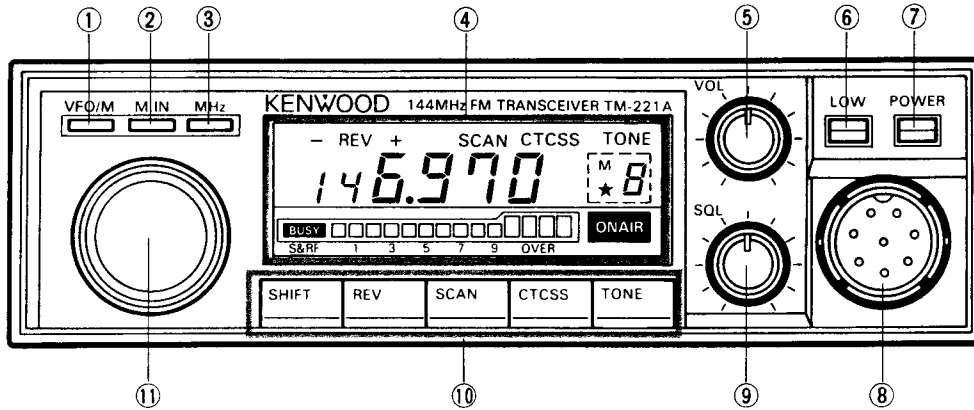 ① ② ③ ④ ⑤ ⑥ ⑦
VFO/M M.IN MHz
KENWOOD 144MHz FM TRANSCEIVER TM-221A
VOL
LOW POWER
− REV + SCAN CTCSS TONE
146.970
M
★ 8
BUSY
ON AIR
S&RF 1 3 5 7 9 OVER
SQL
SHIFT REV SCAN CTCSS TONE
⑪ ⑩ ⑨ ⑧